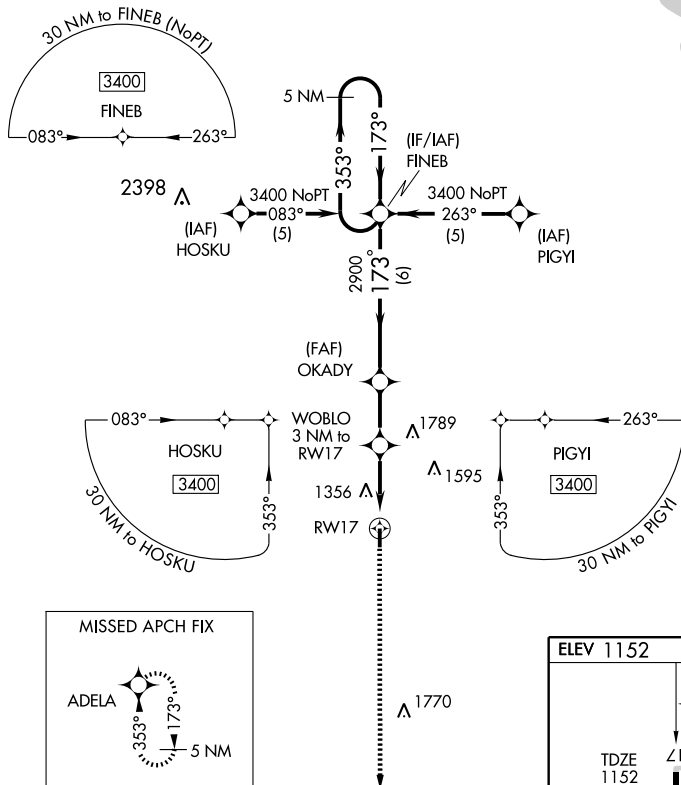 30 NM to FINEB (NoPT)
3400
FINEB
083°
263°
5 NM
353°
173°
(IF/IAF)
FINEB
2398
3400 NoPT
083°
(5)
(IAF)
HOSKU
3400 NoPT
263°
(5)
(IAF)
PIGYI
2900
173°
(6)
(FAF)
OKADY
083°
HOSKU
3400
353°
30 NM to HOSKU
WOBLO
3 NM to
RW17
1789
1595
1356
RW17
263°
PIGYI
3400
353°
30 NM to PIGYI
MISSED APCH FIX
ADELA
353°
173°
5 NM
1770
ELEV 1152
TDZE
1152